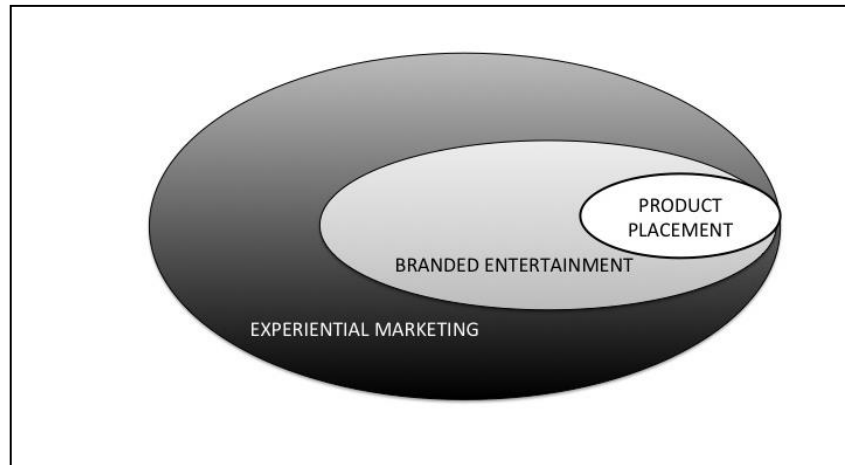 PRODUCT
PLACEMENT
BRANDED ENTERTAINMENT
EXPERIENTIAL MARKETING